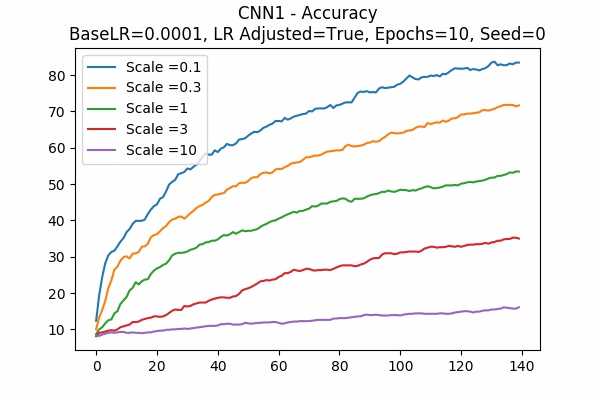 CNN1 - Accuracy
BaseLR=0.0001, LR Adjusted=True, Epochs=10, Seed=0
Scale =0.1
Scale =0.3
Scale =1
Scale =3
Scale =10
80
70
60
50
40
30
20
10
0 20 40 60 80 100 120 140